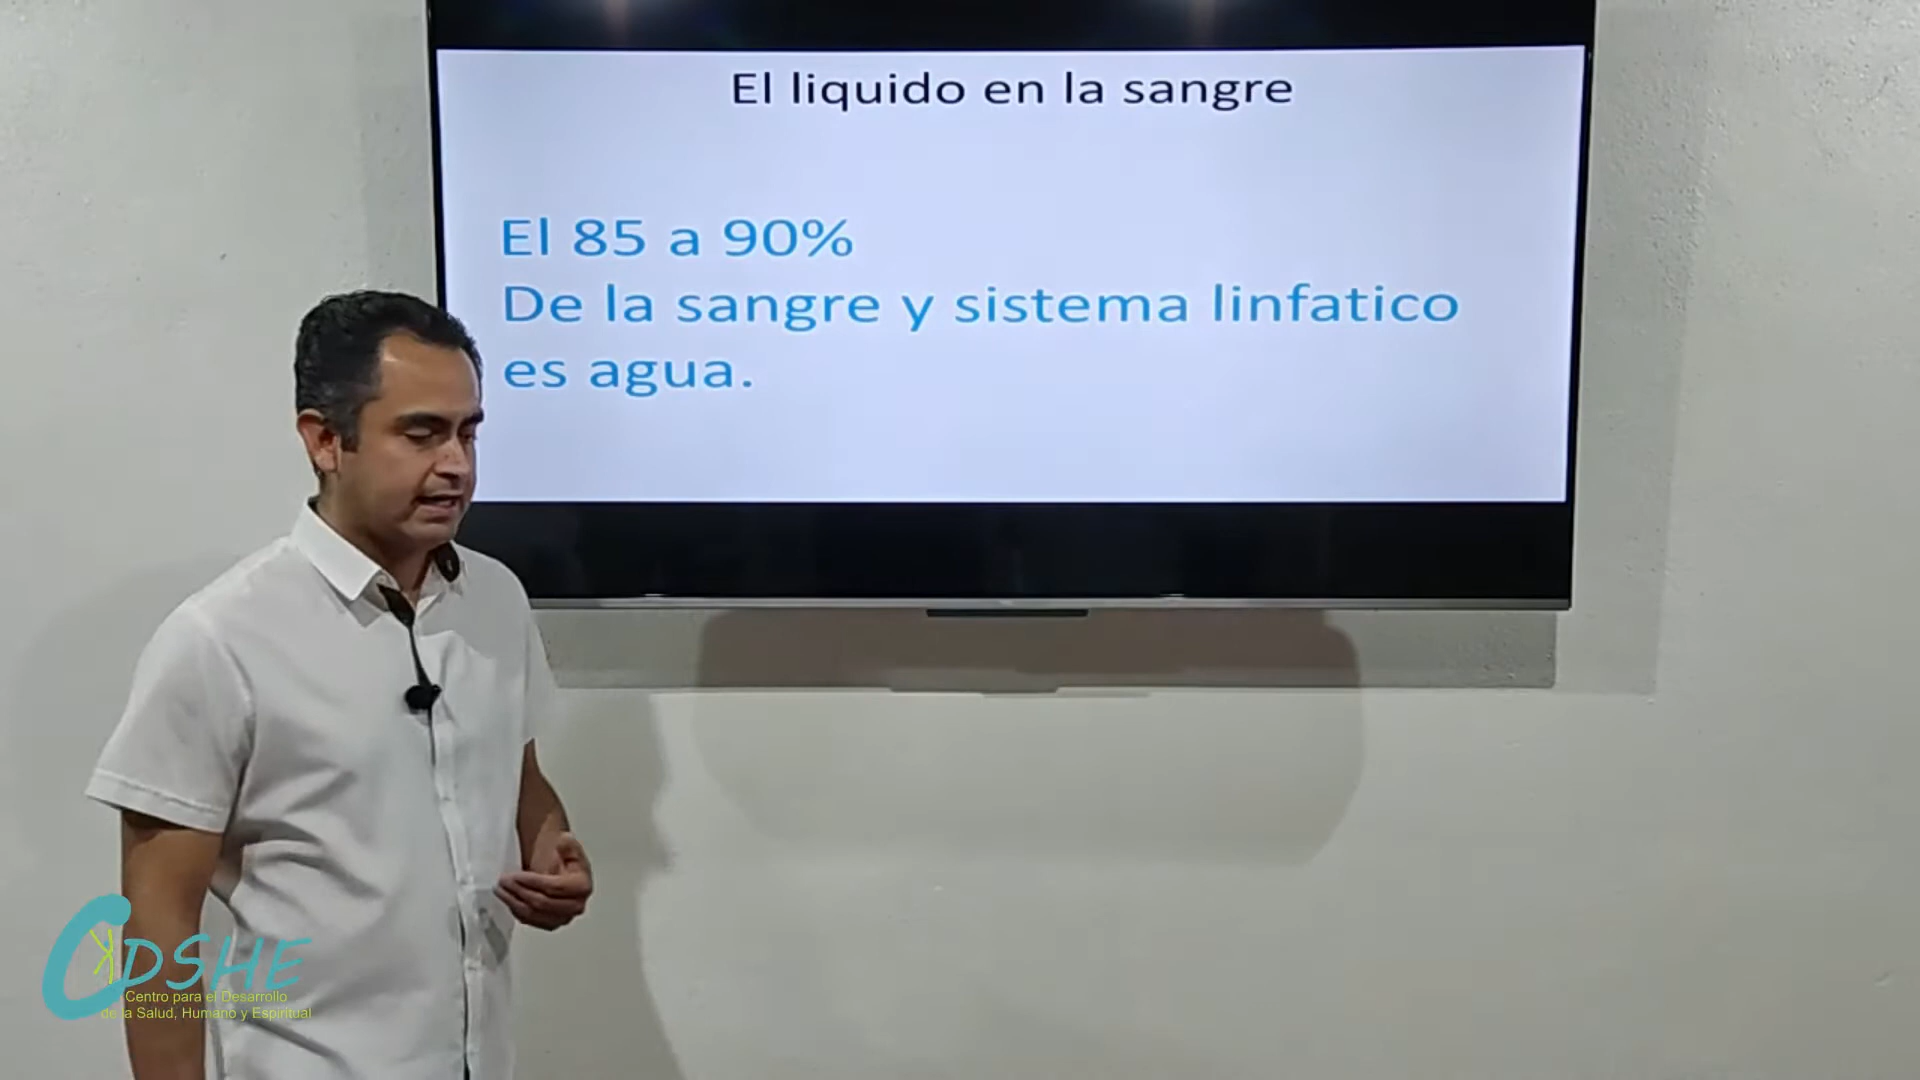 El liquido en la sangre
El 85 a 90%
De la sangre y sistema linfatico
es agua.
CDSHE
Centro para el Desarrollo
de la Salud, Humano y Espiritual